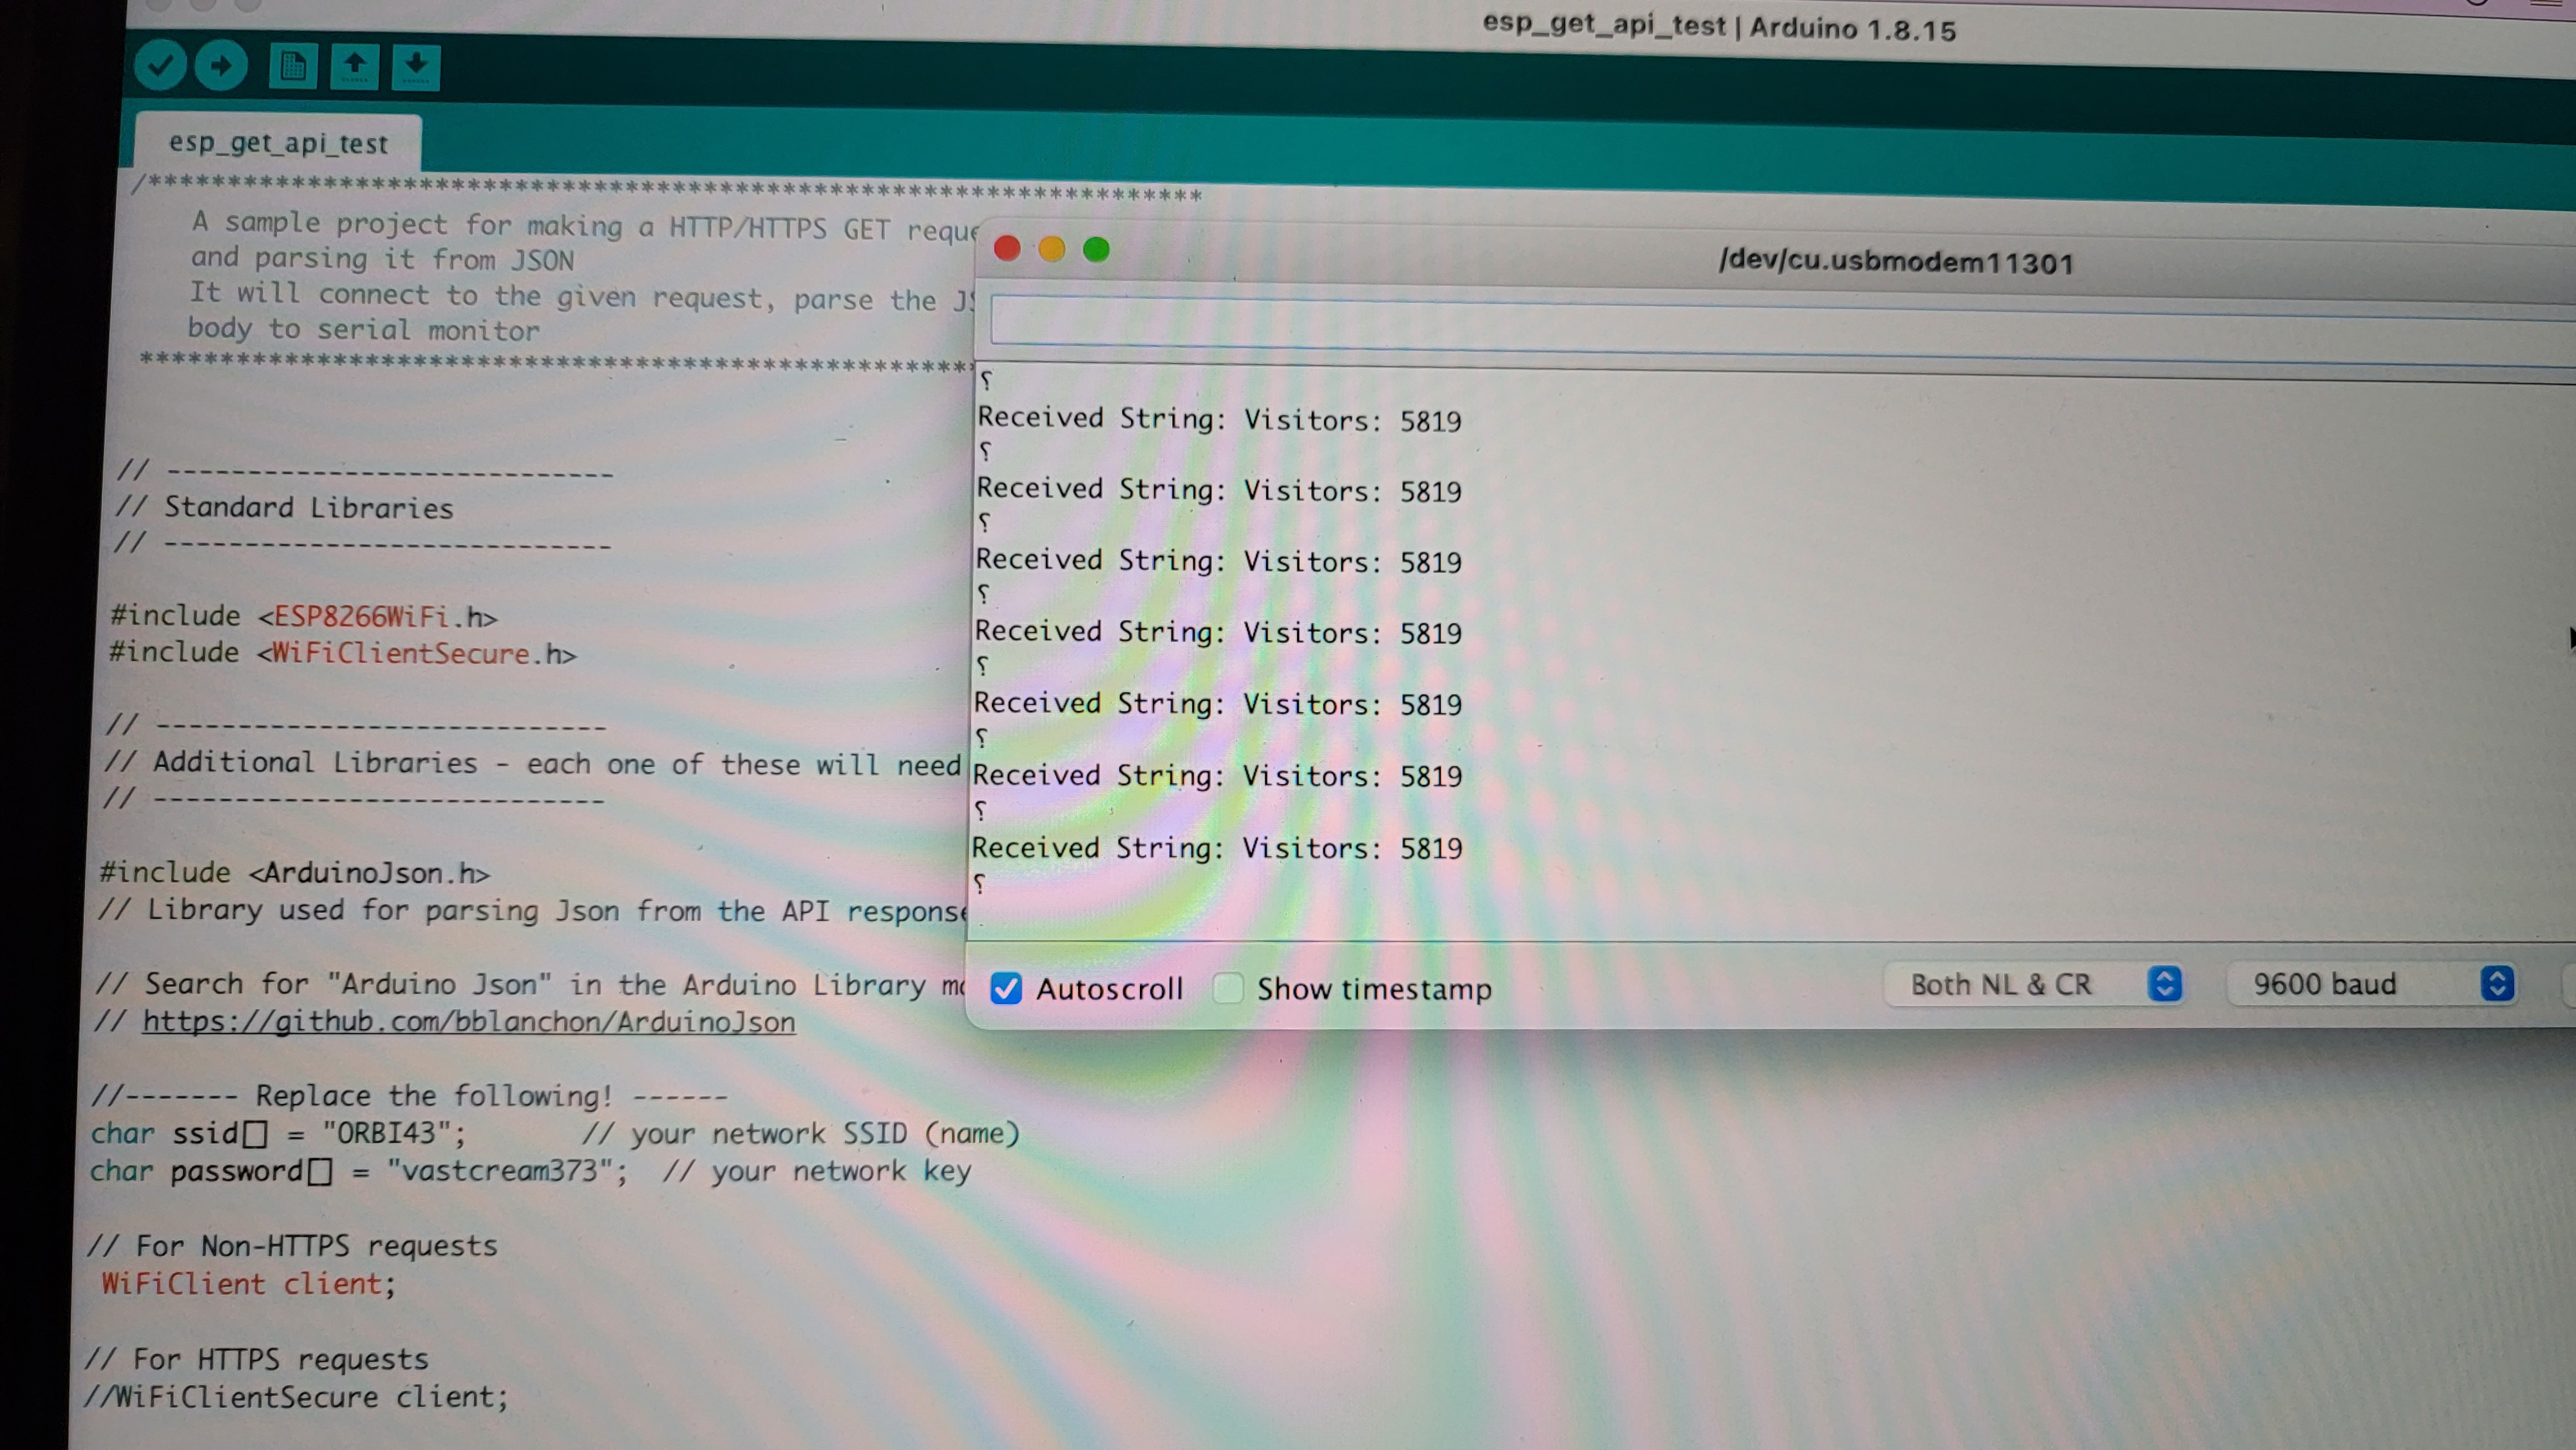 esp_get_api_test | Arduino 1.8.15
esp_get_api_test
/*******************************************************************
A sample project for making a HTTP/HTTPS GET
and parsing it from JSON
It will connect to the given request, parse the
body to serial monitor
*******************************************************
// ----------------------------
// Standard Libraries
// ----------------------------
#include <ESP8266WiFi.h>
#include <WiFiClientSecure.h>
// ----------------------------
// Additional Libraries - each one of these will need
// ----------------------------
#include <ArduinoJson.h>
// Library used for parsing Json from the API response
// Search for "Arduino Json" in the Arduino Library
// https://github.com/bblanchon/ArduinoJson
//------- Replace the following! ------
char ssid[] = "ORBI43"; // your network SSID (name)
char password[] = "vastcream373"; // your network key
// For Non-HTTPS requests
WiFiClient client;
// For HTTPS requests
//WiFiClientSecure client;
/dev/cu.usbmodem11301
⸮
Received String: Visitors: 5819
⸮
Received String: Visitors: 5819
⸮
Received String: Visitors: 5819
⸮
Received String: Visitors: 5819
⸮
Received String: Visitors: 5819
⸮
Received String: Visitors: 5819
⸮
Received String: Visitors: 5819
⸮
Autoscroll Show timestamp Both NL & CR 9600 baud